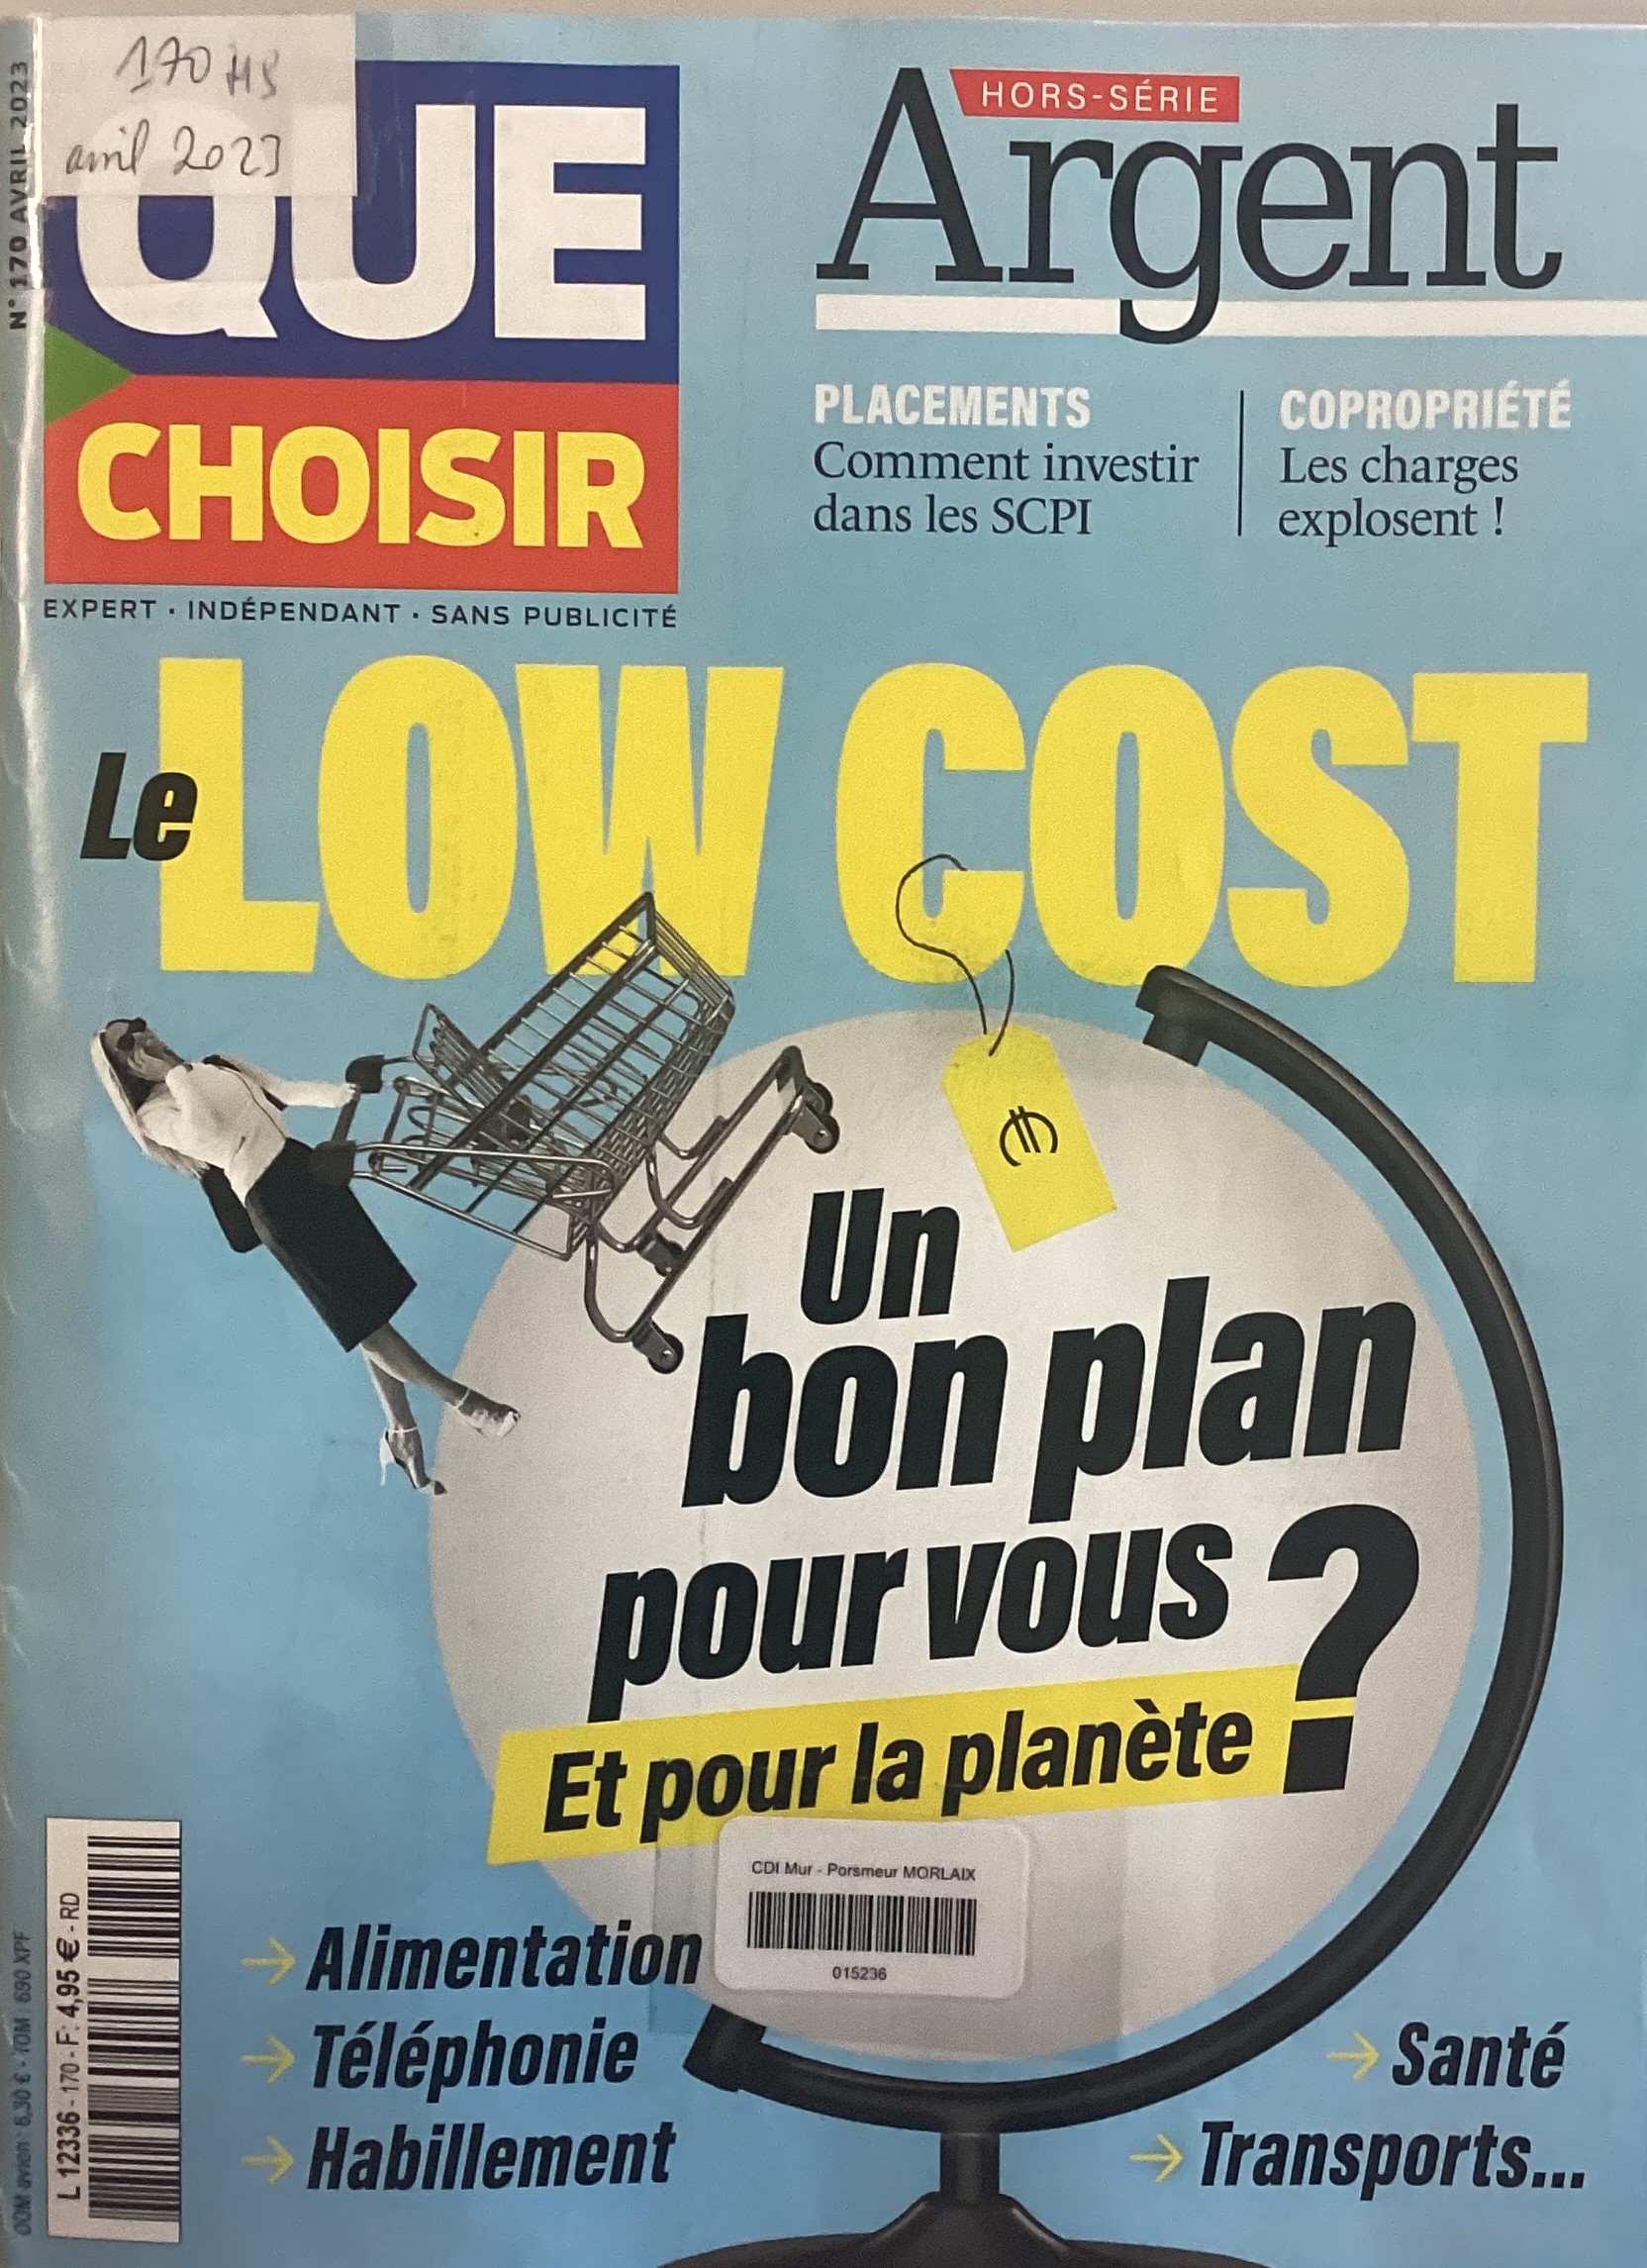 170 HS
avril 2023
N° 170 AVRIL 2023
QUE
CHOISIR
EXPERT · INDÉPENDANT · SANS PUBLICITÉ
HORS-SÉRIE
Argent
PLACEMENTS
Comment investir
dans les SCPI
COPROPRIÉTÉ
Les charges
explosent !
Le LOW COST
€
Un
bon plan
pour vous ?
Et pour la planète
CDI Mur - Porsmeur MORLAIX
015236
→ Alimentation
→ Téléphonie
→ Habillement
→ Santé
→ Transports...
L 12336 - 170 - F: 4,95 € - RD
DOM avion : 6,30 € - TOM : 690 XPF